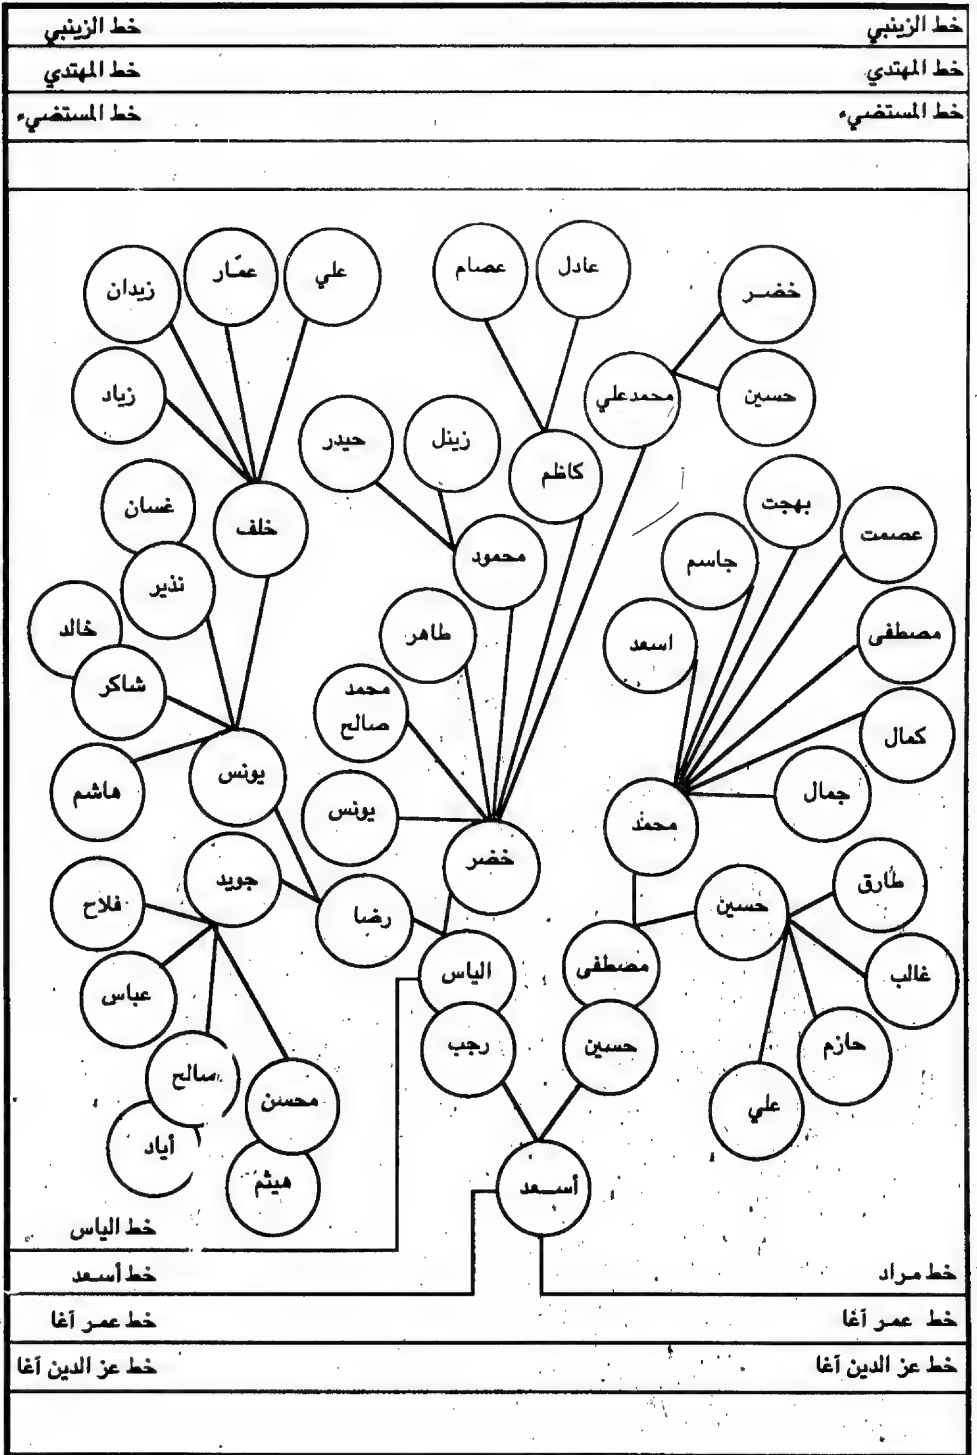 خط الزينبي
خط الزينبي
خط المهتدي
خط المهتدي
خط المستضيء
خط المستضيء
خضر
عادل
عصام
علي
عمّار
زيدان
حسين
محمدعلي
زياد
زينل
حيدر
كاظم
بهجت
عصمت
جاسم
محمود
خلف
غسان
نذير
مصطفى
اسعد
طاهر
خالد
شاكر
كمال
محمد
صالح
جمال
محمد
يونس
يونس
هاشم
خضر
طارق
حسين
رضا
جويد
فلاح
غالب
مصطفى
الياس
عباس
حازم
حسين
رجب
صالح
علي
محسن
أياد
أسعد
هيثم
خط الياس
خط مراد
خط أسعد
خط عمر آغا
خط عمر آغا
خط عز الدين آغا
خط عز الدين آغا